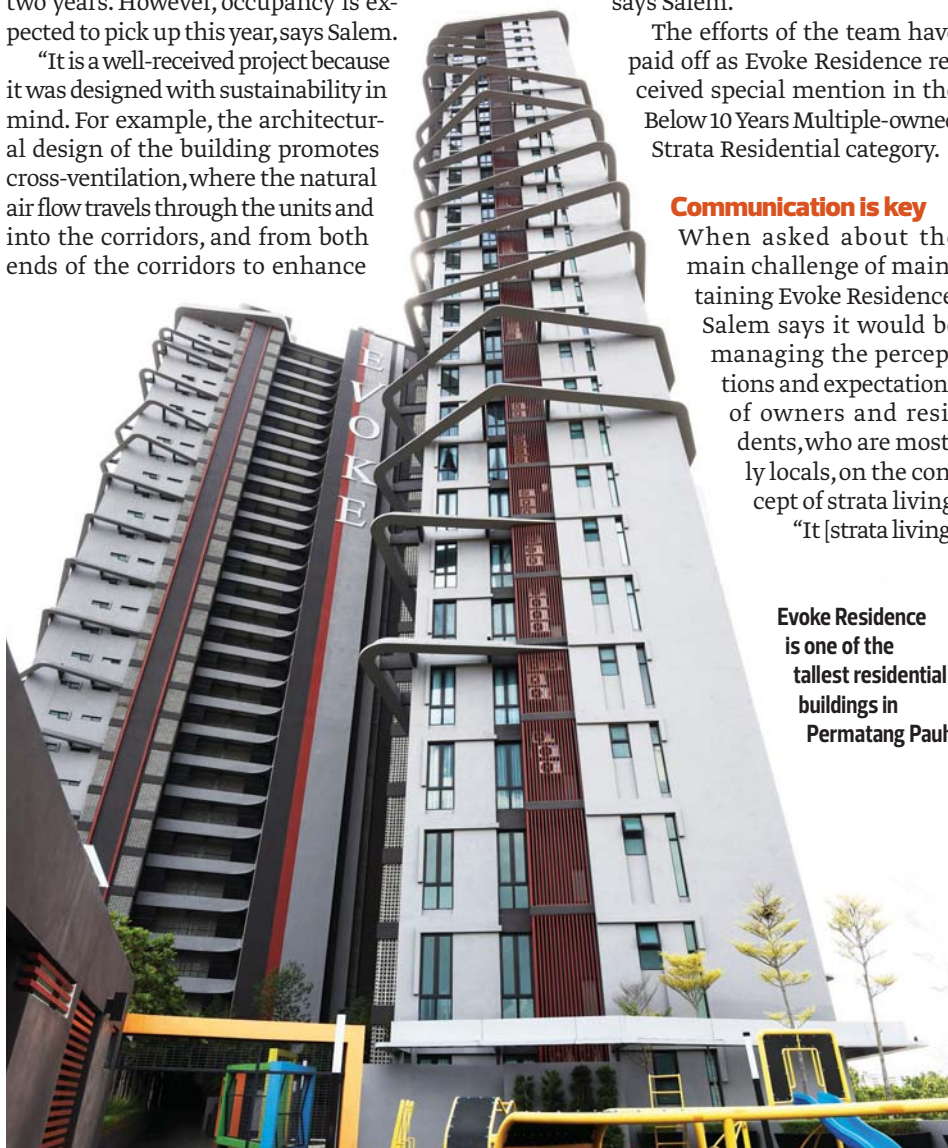 two years. However, occupancy is ex-
pected to pick up this year, says Salem.
“It is a well-received project because
it was designed with sustainability in
mind. For example, the architectur-
al design of the building promotes
cross-ventilation, where the natural
air flow travels through the units and
into the corridors, and from both
ends of the corridors to enhance
says Salem.
The efforts of the team have
paid off as Evoke Residence re
ceived special mention in the
Below 10 Years Multiple-owned
Strata Residential category.
Communication is key
When asked about the
main challenge of main
taining Evoke Residence
Salem says it would be
managing the percep
tions and expectation
of owners and resi
dents, who are most
ly locals, on the con
cept of strata living
“It [strata living
EVOKE
Evoke Residence
is one of the
tallest residential
buildings in
Permatang Pauh